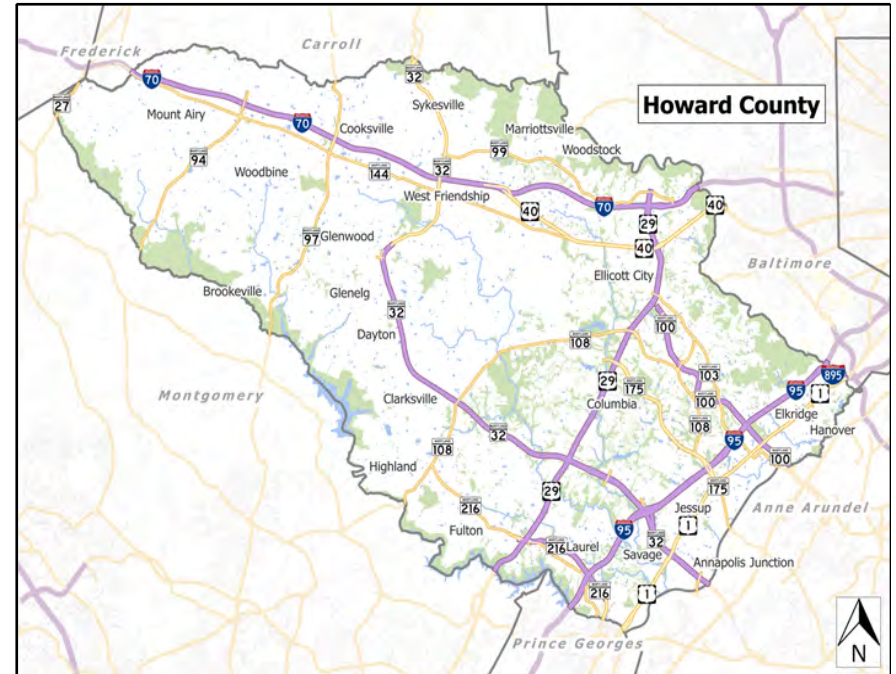 Frederick
Carroll
Howard County
70
32
27
Mount Airy
Sykesville
70
Cooksville
Marriottsville
99
Woodstock
94
Woodbine
144
32
West Friendship
40
70
29
40
97
Glenwood
40
Baltimore
Ellicott City
Brookeville
Glenelg
32
Dayton
100
108
Montgomery
29
175
103
895
95
1
Clarksville
Columbia
100
Elkridge
108
Hanover
32
95
108
100
Highland
29
175
Anne Arundel
216
Jessup
1
Fulton
95
32
216
Laurel
Savage
Annapolis Junction
216
1
Prince Georges
N